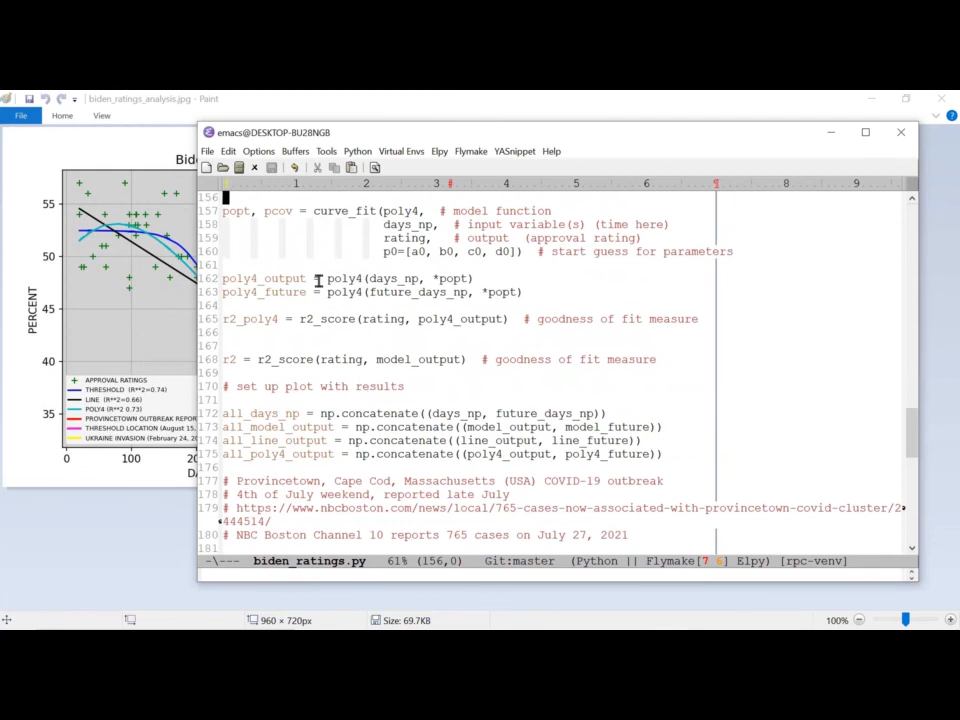 biden_ratings_analysis.jpg - Paint
File Home View
Bid
55
50
45
40
35
PERCENT
APPROVAL RATINGS
THRESHOLD (R**2=0.74)
LINE (R**2=0.66)
POLY4 (R**2 0.73)
PROVINCETOWN OUTBREAK REPOR
THRESHOLD LOCATION (August 15,
UKRAINE INVASION (February 24, 20
0 100 20
DA
emacs@DESKTOP-BU28NGB
File Edit Options Buffers Tools Python Virtual Envs Elpy Flymake YASnippet Help
1 2 3 4 5 6 8 9
156
157 popt, pcov = curve_fit(poly4, # model function
158 days_np, # input variable(s) (time here)
159 rating, # output (approval rating)
160 p0=[a0, b0, c0, d0]) # start guess for parameters
161
162 poly4_output = poly4(days_np, *popt)
163 poly4_future = poly4(future_days_np, *popt)
164
165 r2_poly4 = r2_score(rating, poly4_output) # goodness of fit measure
166
167
168 r2 = r2_score(rating, model_output) # goodness of fit measure
169
170 # set up plot with results
171
172 all_days_np = np.concatenate((days_np, future_days_np))
173 all_model_output = np.concatenate((model_output, model_future))
174 all_line_output = np.concatenate((line_output, line_future))
175 all_poly4_output = np.concatenate((poly4_output, poly4_future))
176
177 # Provincetown, Cape Cod, Massachusetts (USA) COVID-19 outbreak
178 # 4th of July weekend, reported late July
179 # https://www.nbcboston.com/news/local/765-cases-now-associated-with-provincetown-covid-cluster/2
444514/
180 # NBC Boston Channel 10 reports 765 cases on July 27, 2021
181
-\--- biden_ratings.py 61% (156,0) Git:master (Python || Flymake[7 6] Elpy) [rpc-venv]
960 × 720px Size: 69.7KB 100%